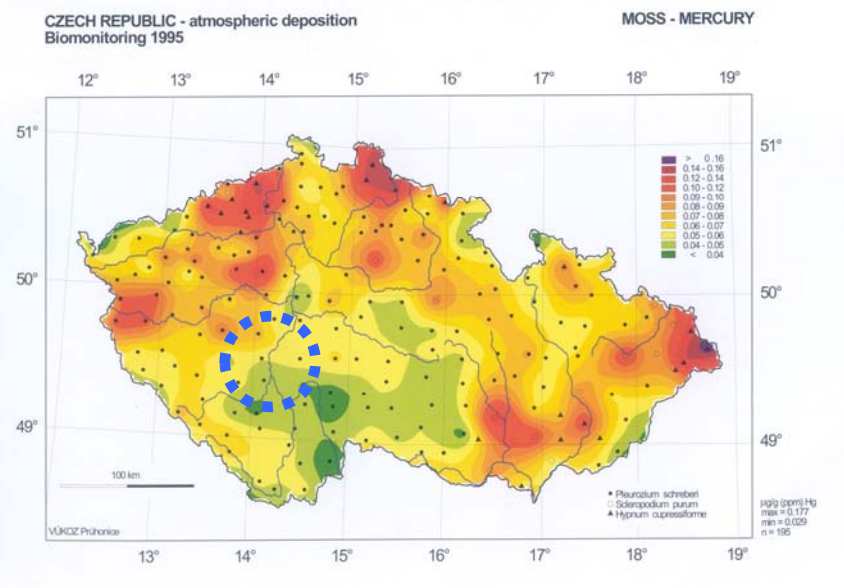 CZECH REPUBLIC - atmospheric deposition
Biomonitoring 1995
MOSS - MERCURY
12° 13° 14° 15° 16° 17° 18° 19°
51° 51°
> 0.16
0.14 - 0.16
0.12 - 0.14
0.10 - 0.12
0.09 - 0.10
0.08 - 0.09
0.07 - 0.08
0.06 - 0.07
0.05 - 0.06
0.04 - 0.05
< 0.04
50° 50°
49° 49°
100 km
Pleurozium schreberi
Scleropodium purum
Hypnum cupressiforme
µg/g (ppm) Hg
max = 0.177
min = 0.029
n = 195
VÚKOZ Průhonice
13° 14° 15° 16° 17° 18° 19°